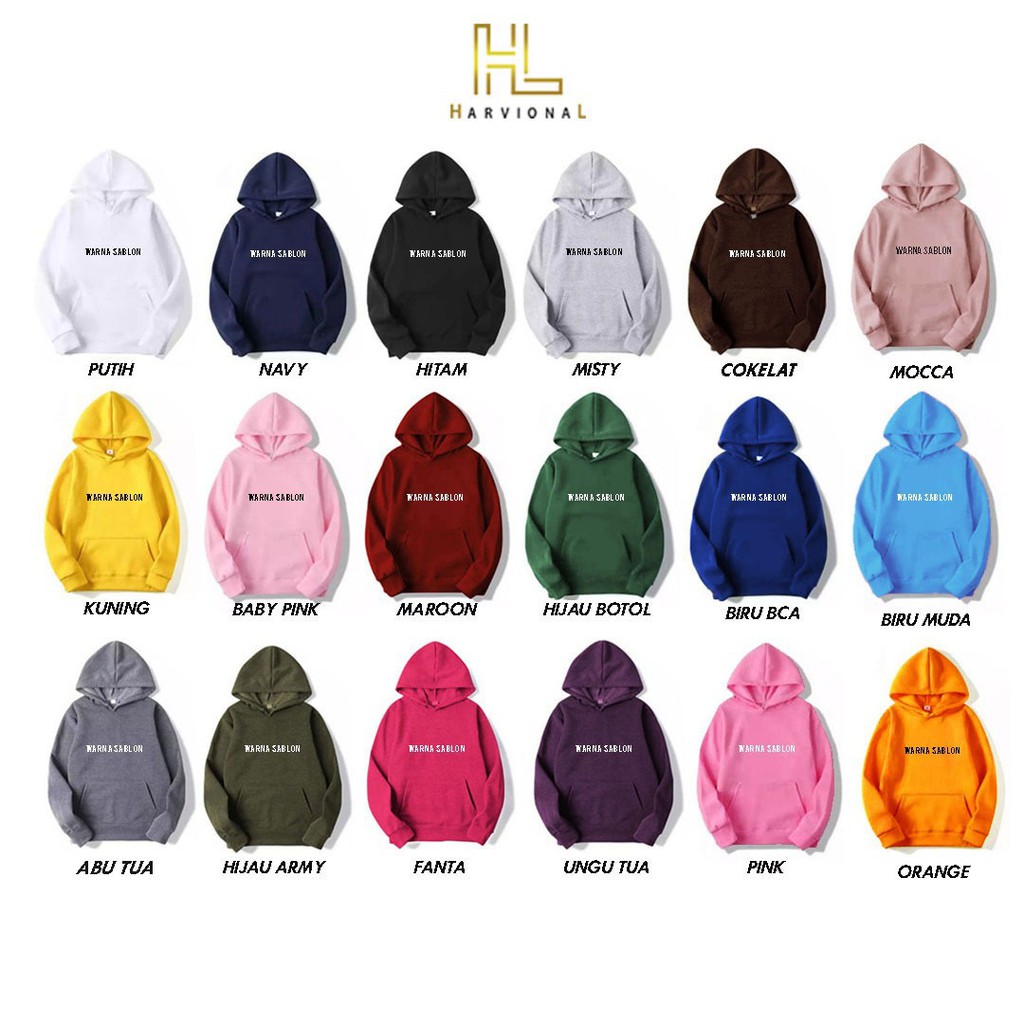 HL
HARVIONAL
WARNA SABLON
WARNA SABLON
WARNA SABLON
WARNA SABLON
WARNA SABLON
WARNA SABLON
PUTIH
NAVY
HITAM
MISTY
COKELAT
MOCCA
WARNA SABLON
WARNA SABLON
WARNA SABLON
WARNA SABLON
WARNA SABLON
WARNA SABLON
KUNING
BABY PINK
MAROON
HIJAU BOTOL
BIRU BCA
BIRU MUDA
WARNA SABLON
WARNA SABLON
WARNA SABLON
WARNA SABLON
WARNA SABLON
WARNA SABLON
ABU TUA
HIJAU ARMY
FANTA
UNGU TUA
PINK
ORANGE